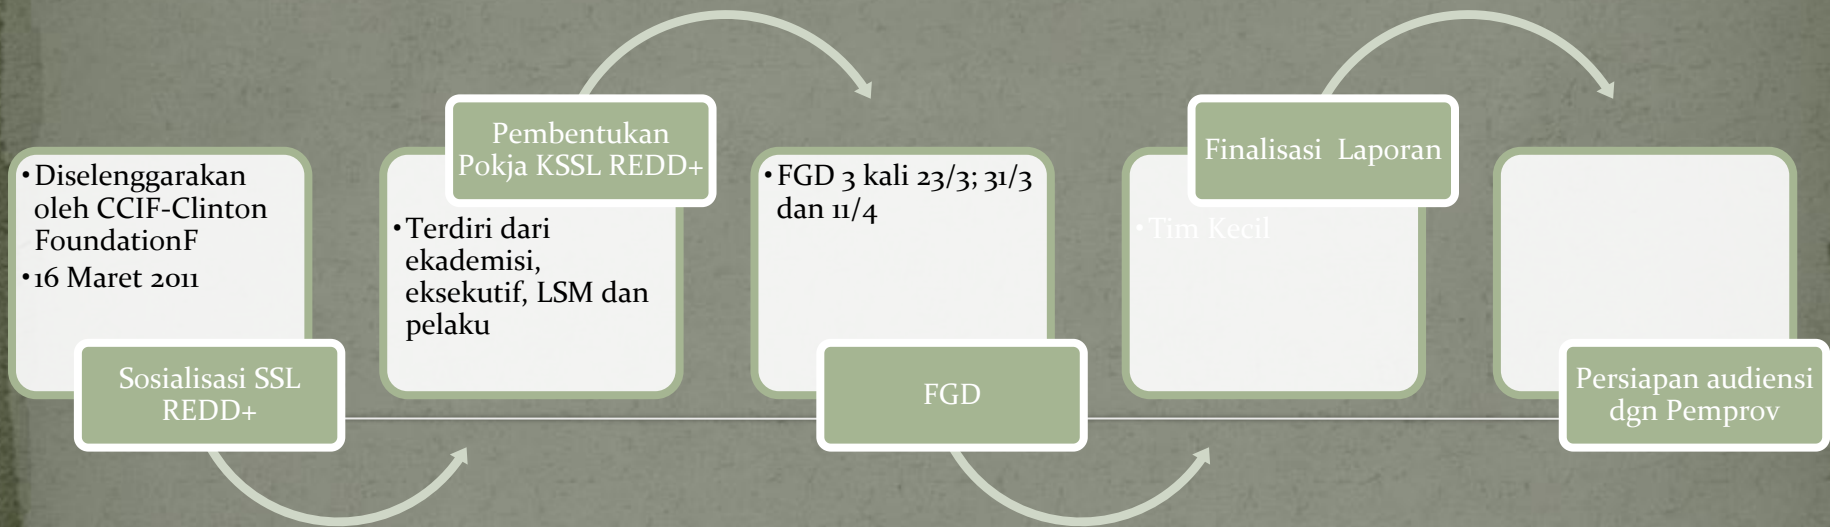 • Diselenggarakan
oleh CCIF-Clinton
FoundationF
• 16 Maret 2011
Sosialisasi SSL
REDD+
Pembentukan
Pokja KSSL REDD+
• Terdiri dari
ekademisi,
eksekutif, LSM dan
pelaku
• FGD 3 kali 23/3; 31/3
dan 11/4
FGD
Finalisasi Laporan
• Tim Kecil
Persiapan audiensi
dgn Pemprov